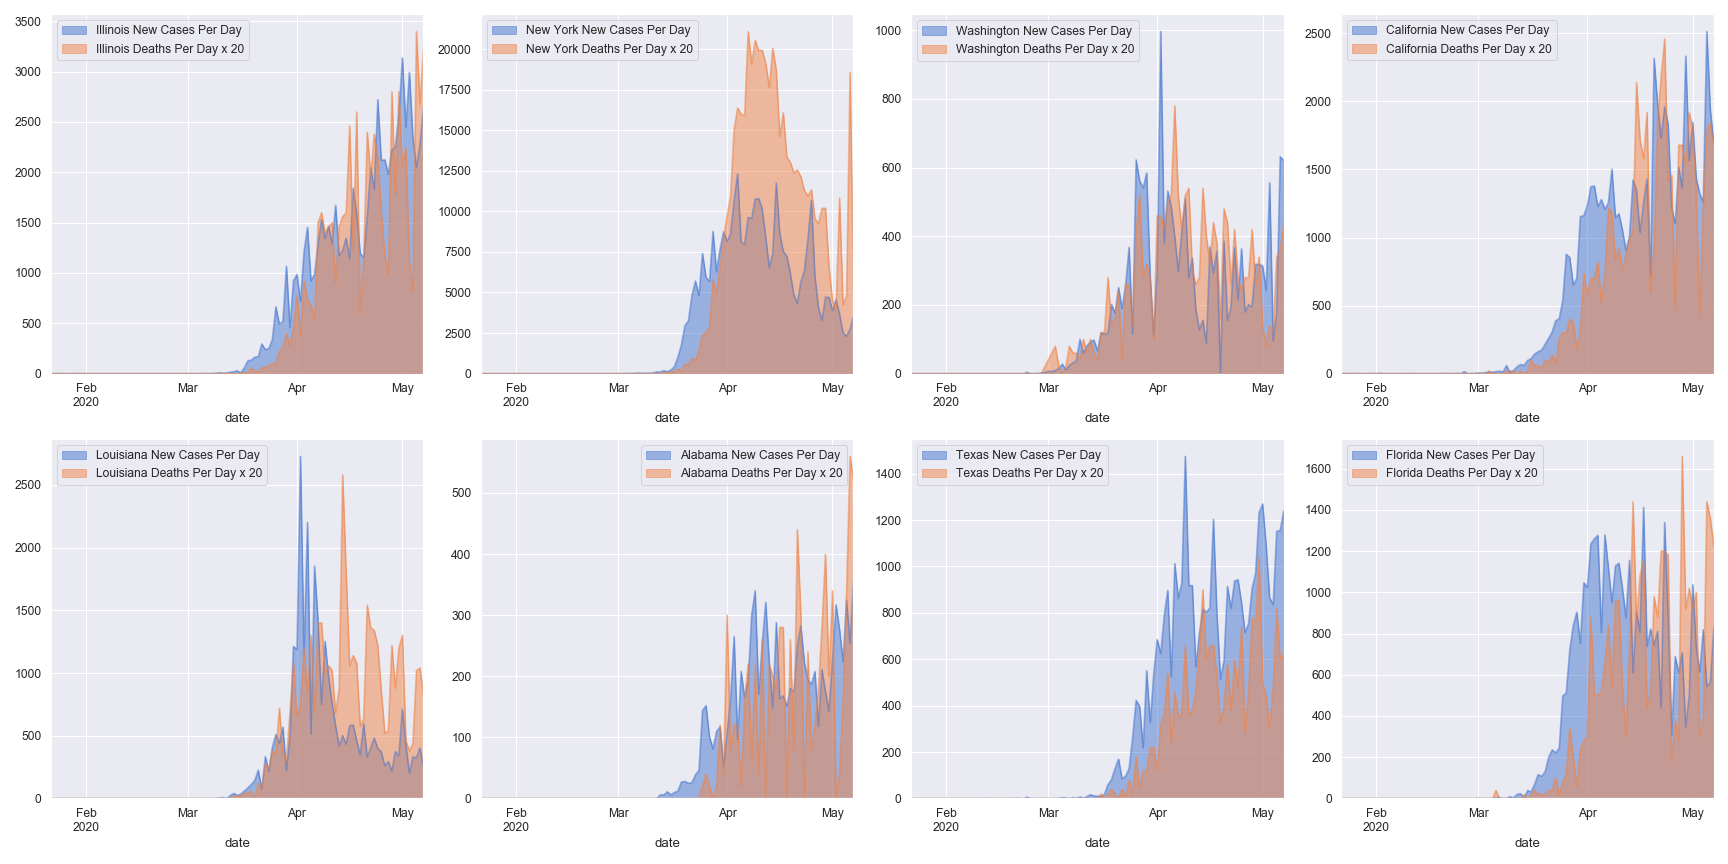 Illinois New Cases Per Day
Illinois Deaths Per Day x 20
3500
3000
2500
2000
1500
1000
500
0
Feb
2020
Mar
Apr
May
date
New York New Cases Per Day
New York Deaths Per Day x 20
20000
17500
15000
12500
10000
7500
5000
2500
0
Feb
2020
Mar
Apr
May
date
Washington New Cases Per Day
Washington Deaths Per Day x 20
1000
800
600
400
200
0
Feb
2020
Mar
Apr
May
date
California New Cases Per Day
California Deaths Per Day x 20
2500
2000
1500
1000
500
0
Feb
2020
Mar
Apr
May
date
Louisiana New Cases Per Day
Louisiana Deaths Per Day x 20
2500
2000
1500
1000
500
0
Feb
2020
Mar
Apr
May
date
Alabama New Cases Per Day
Alabama Deaths Per Day x 20
500
400
300
200
100
0
Feb
2020
Mar
Apr
May
date
Texas New Cases Per Day
Texas Deaths Per Day x 20
1400
1200
1000
800
600
400
200
0
Feb
2020
Mar
Apr
May
date
Florida New Cases Per Day
Florida Deaths Per Day x 20
1600
1400
1200
1000
800
600
400
200
0
Feb
2020
Mar
Apr
May
date